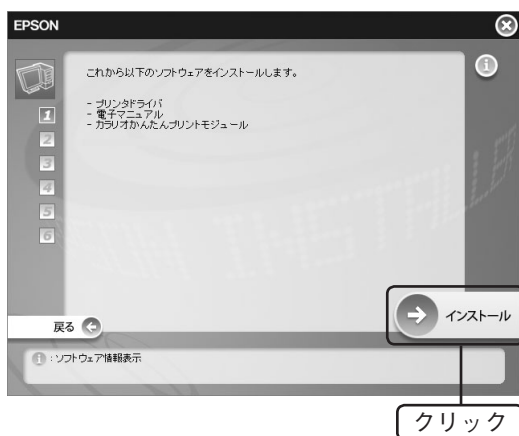 EPSON
これから以下のソフトウェアをインストールします。
- プリンタドライバ
- 電子マニュアル
- カラリオかんたんプリントモジュール
1
2
3
4
5
6
インストール
戻る
i : ソフトウェア情報表示
クリック